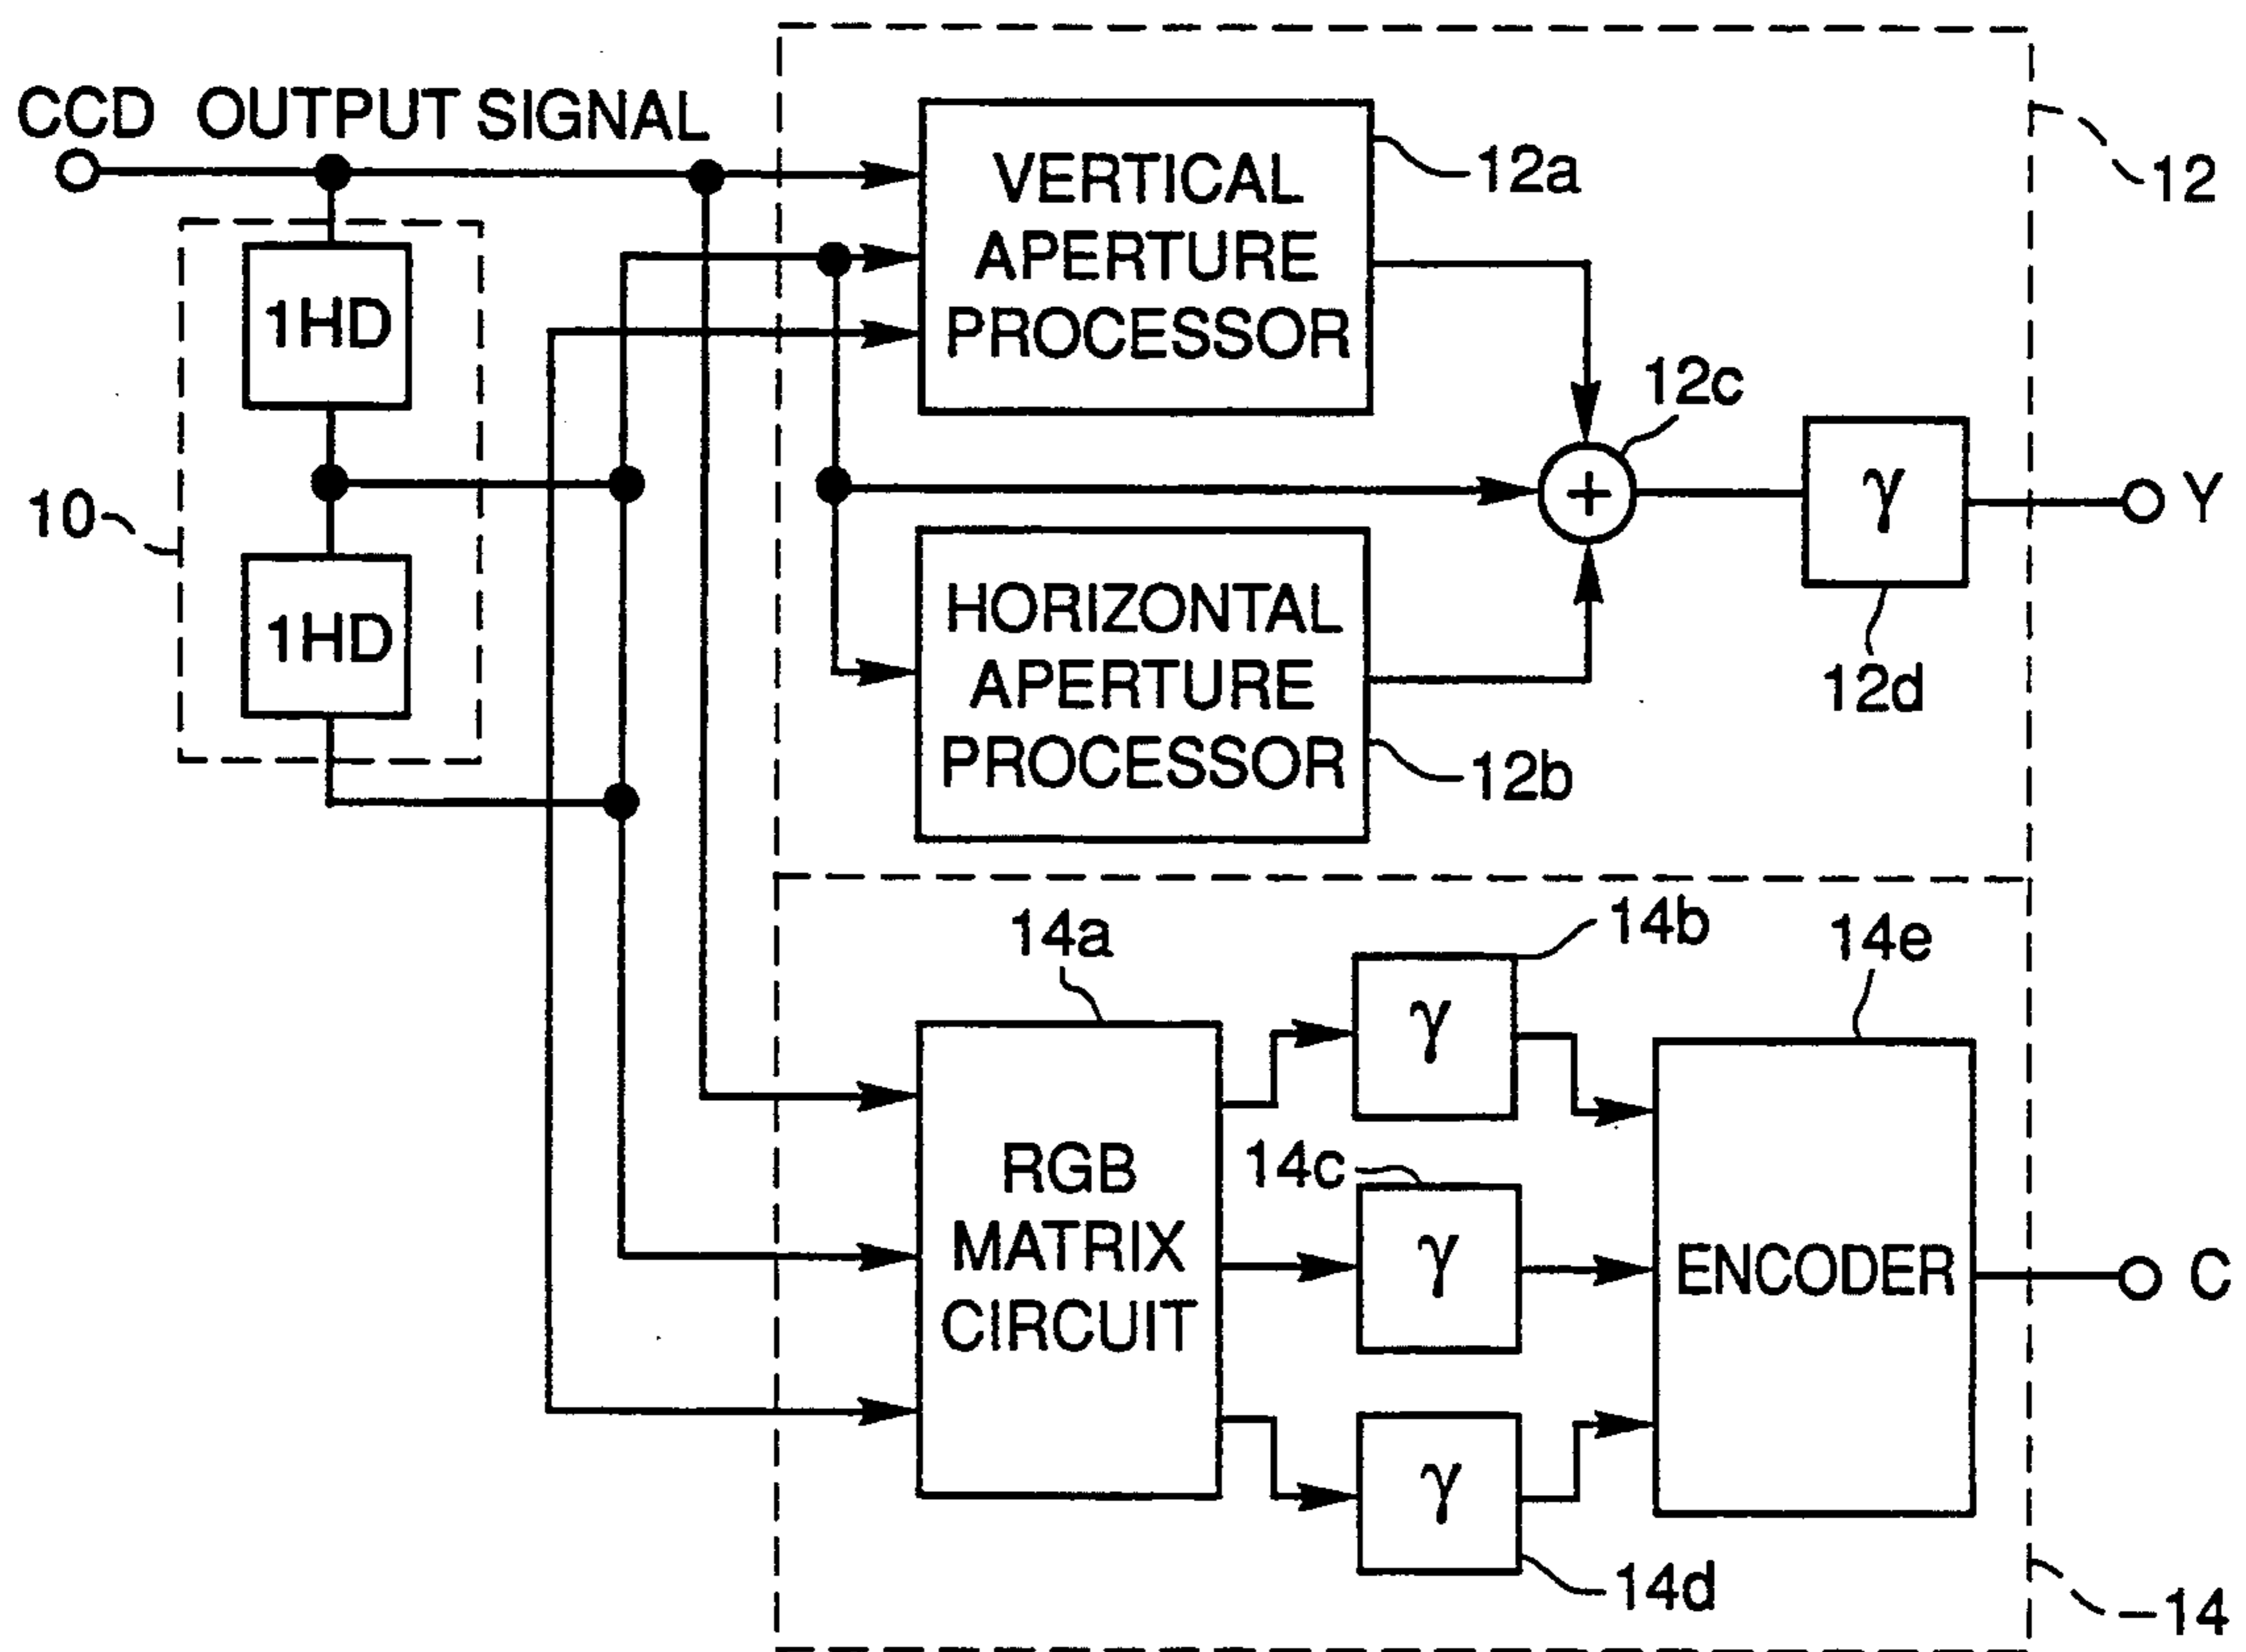 CCD OUTPUT SIGNAL
1HD
1HD
10
VERTICAL
APERTURE
PROCESSOR
12a
12
12c
+
γ
Y
12d
HORIZONTAL
APERTURE
PROCESSOR
12b
14a
RGB
MATRIX
CIRCUIT
14b
γ
14c
γ
γ
14d
14e
ENCODER
C
14